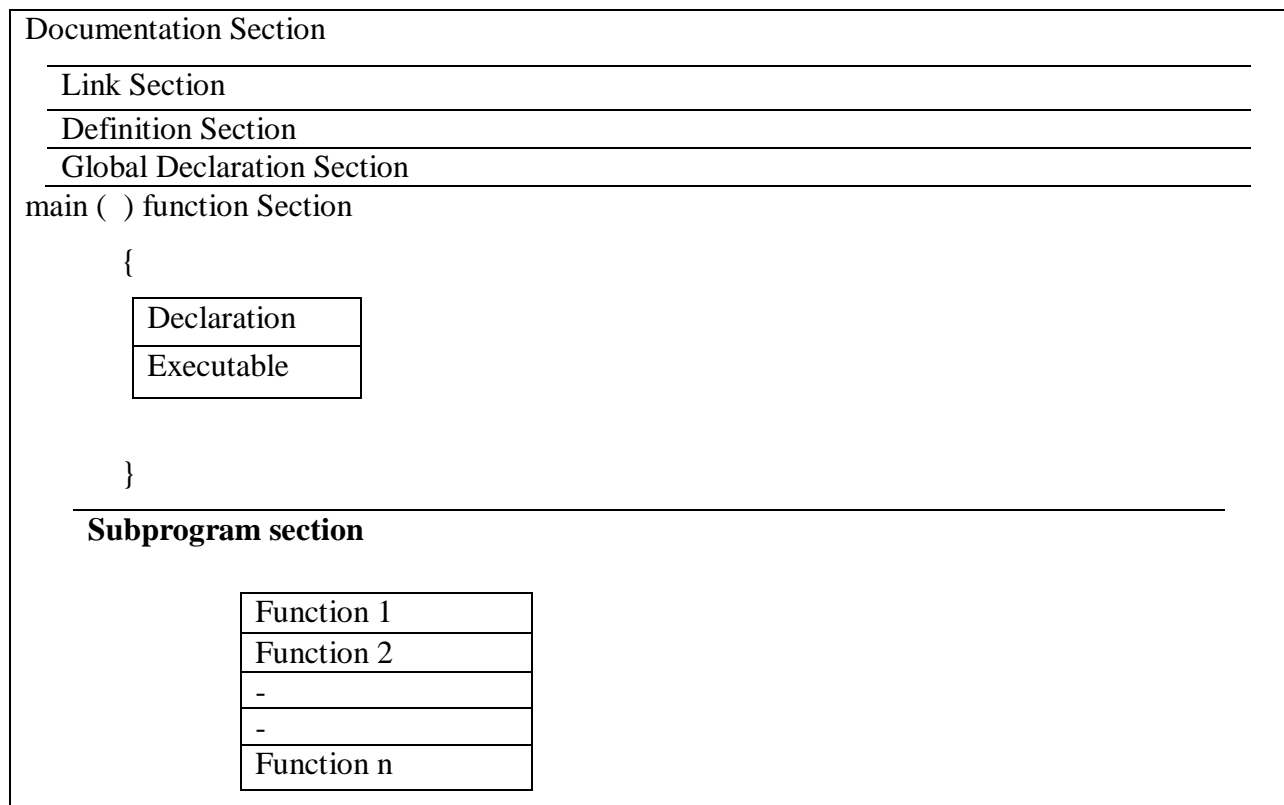 Documentation Section
Link Section
Definition Section
Global Declaration Section
main ( ) function Section
{
Declaration
Executable
}
Subprogram section
Function 1
Function 2
-
-
Function n